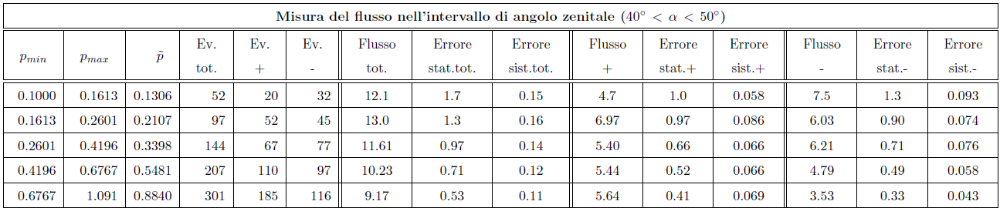 Misura del flusso nell'intervallo di angolo zenitale (40° < α < 50°)
p_min p_max p̃ Ev. tot. Ev. + Ev. - Flusso tot. Errore stat.tot. Errore sist.tot. Flusso + Errore stat.+ Errore sist.+ Flusso - Errore stat.- Errore sist.-
0.1000 0.1613 0.1306 52 20 32 12.1 1.7 0.15 4.7 1.0 0.058 7.5 1.3 0.093
0.1613 0.2601 0.2107 97 52 45 13.0 1.3 0.16 6.97 0.97 0.086 6.03 0.90 0.074
0.2601 0.4196 0.3398 144 67 77 11.61 0.97 0.14 5.40 0.66 0.066 6.21 0.71 0.076
0.4196 0.6767 0.5481 207 110 97 10.23 0.71 0.12 5.44 0.52 0.066 4.79 0.49 0.058
0.6767 1.091 0.8840 301 185 116 9.17 0.53 0.11 5.64 0.41 0.069 3.53 0.33 0.043